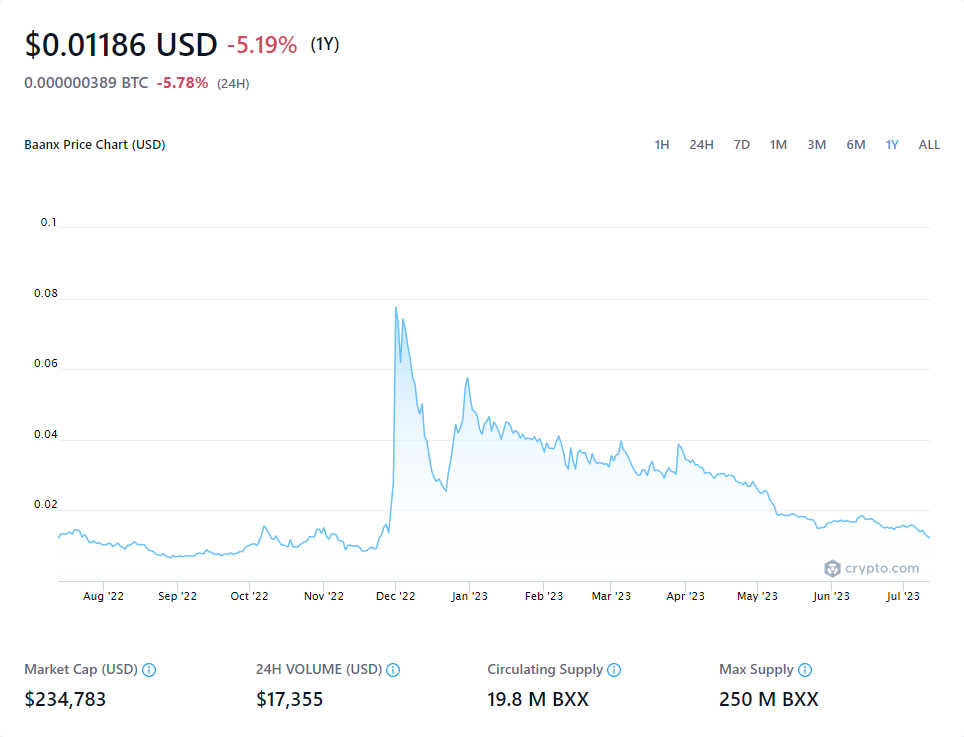 $0.01186 USD -5.19% (1Y)
0.000000389 BTC -5.78% (24H)
Baanx Price Chart (USD) 1H 24H 7D 1M 3M 6M 1Y ALL
0.1
0.08
0.06
0.04
0.02
crypto.com
Aug '22 Sep '22 Oct '22 Nov '22 Dec '22 Jan '23 Feb '23 Mar '23 Apr '23 May '23 Jun '23 Jul '23
Market Cap (USD) 24H VOLUME (USD) Circulating Supply Max Supply
$234,783 $17,355 19.8 M BXX 250 M BXX